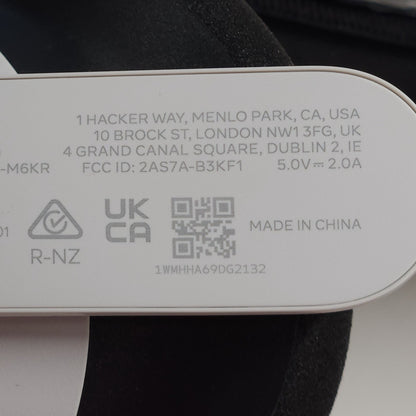 1 HACKER WAY, MENLO PARK, CA, USA
10 BROCK ST, LONDON NW1 3FG, UK
4 GRAND CANAL SQUARE, DUBLIN 2, IE
-M6KR FCC ID: 2AS7A-B3KF1 5.0V⎓2.0A
01
R-NZ
UK
CA
MADE IN CHINA
1WMHHA69DG2132